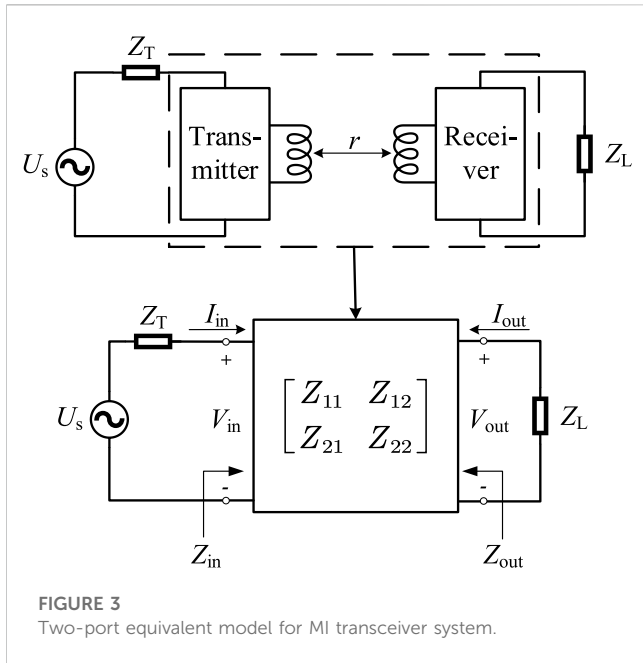 Z_T
U_s
Trans-
mitter
r
Recei-
ver
Z_L
Z_T
I_in
I_out
+
+
U_s
V_in
Z_11 Z_12
Z_21 Z_22
V_out
Z_L
-
-
Z_in
Z_out
FIGURE 3
Two-port equivalent model for MI transceiver system.